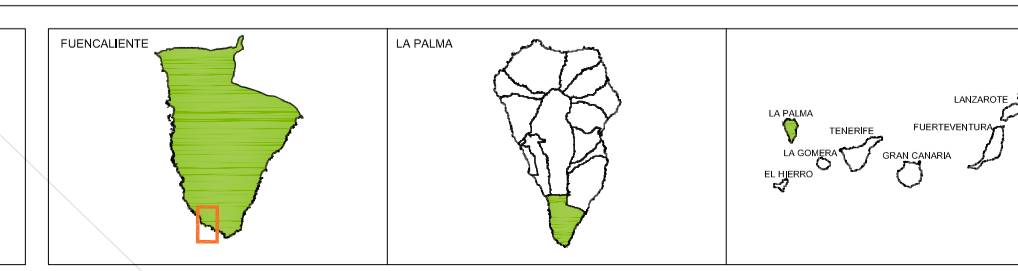 FUENCALIENTE
LA PALMA
LANZAROTE
LA PALMA
FUERTEVENTURA
TENERIFE
LA GOMERA
GRAN CANARIA
EL HIERRO